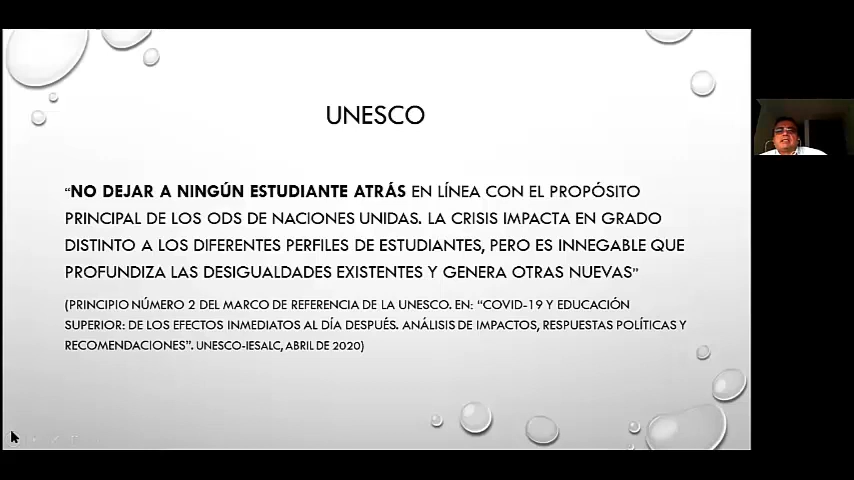 UNESCO
“NO DEJAR A NINGÚN ESTUDIANTE ATRÁS EN LÍNEA CON EL PROPÓSITO
PRINCIPAL DE LOS ODS DE NACIONES UNIDAS. LA CRISIS IMPACTA EN GRADO
DISTINTO A LOS DIFERENTES PERFILES DE ESTUDIANTES, PERO ES INNEGABLE QUE
PROFUNDIZA LAS DESIGUALDADES EXISTENTES Y GENERA OTRAS NUEVAS”
(PRINCIPIO NÚMERO 2 DEL MARCO DE REFERENCIA DE LA UNESCO. EN: “COVID-19 Y EDUCACIÓN
SUPERIOR: DE LOS EFECTOS INMEDIATOS AL DÍA DESPUÉS. ANÁLISIS DE IMPACTOS, RESPUESTAS POLÍTICAS Y
RECOMENDACIONES”. UNESCO-IESALC, ABRIL DE 2020)